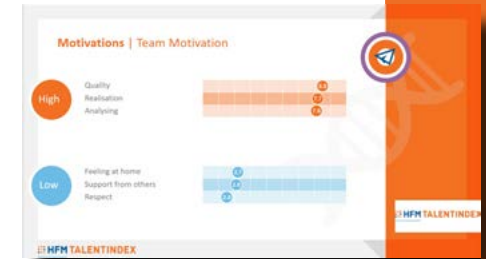 Motivations | Team Motivation
High
Quality
Realisation
Analysing
Low
Feeling at home
Support from others
Respect
HFM TALENTINDEX
HFM TALENTINDEX